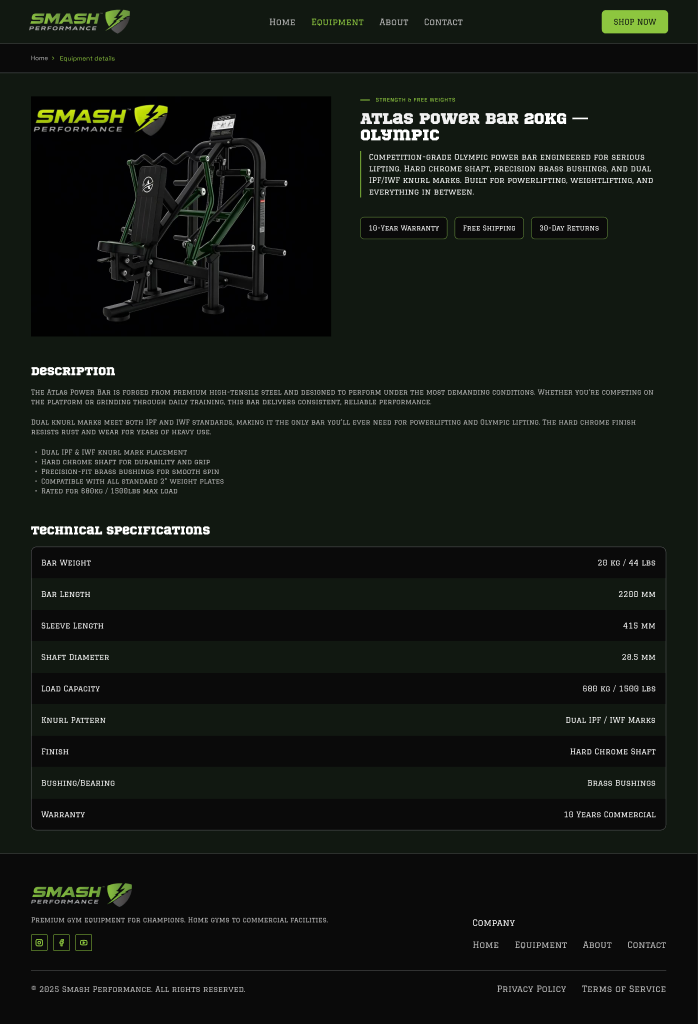 SMASH
PERFORMANCE
Home
Equipment
About
Contact
SHOP NOW
Home › Equipment details
SMASH
PERFORMANCE
STRENGTH & FREE WEIGHTS
Atlas Power Bar 20kg —
Olympic
Competition-grade Olympic power bar engineered for serious
lifting. Hard chrome shaft, precision brass bushings, and dual
IPF/IWF knurl marks. Built for powerlifting, weightlifting, and
everything in between.
10-Year Warranty
Free Shipping
30-Day Returns
Description
The Atlas Power Bar is forged from premium high-tensile steel and designed to perform under the most demanding conditions. Whether you're competing on
the platform or grinding through daily training, this bar delivers consistent, reliable performance.
Dual knurl marks meet both IPF and IWF standards, making it the only bar you'll ever need for powerlifting and Olympic lifting. The hard chrome finish
resists rust and wear for years of heavy use.
• Dual IPF & IWF knurl mark placement
• Hard chrome shaft for durability and grip
• Precision-fit brass bushings for smooth spin
• Compatible with all standard 2" weight plates
• Rated for 680kg / 1500lbs max load
Technical Specifications
Bar Weight 20 kg / 44 lbs
Bar Length 2200 mm
Sleeve Length 415 mm
Shaft Diameter 28.5 mm
Load Capacity 680 kg / 1500 lbs
Knurl Pattern Dual IPF / IWF Marks
Finish Hard Chrome Shaft
Bushing/Bearing Brass Bushings
Warranty 10 Years Commercial
SMASH
PERFORMANCE
Premium gym equipment for champions. Home gyms to commercial facilities.
Company
Home Equipment About Contact
© 2025 Smash Performance. All rights reserved.
Privacy Policy Terms of Service